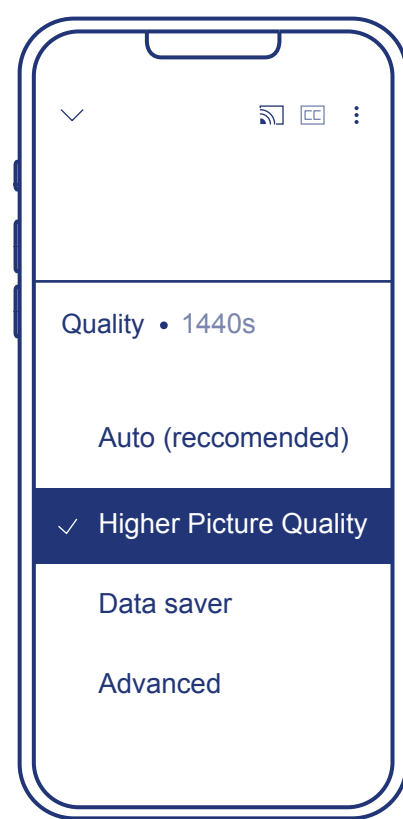 CC
Quality • 1440s
Auto (reccomended)
Higher Picture Quality
Data saver
Advanced